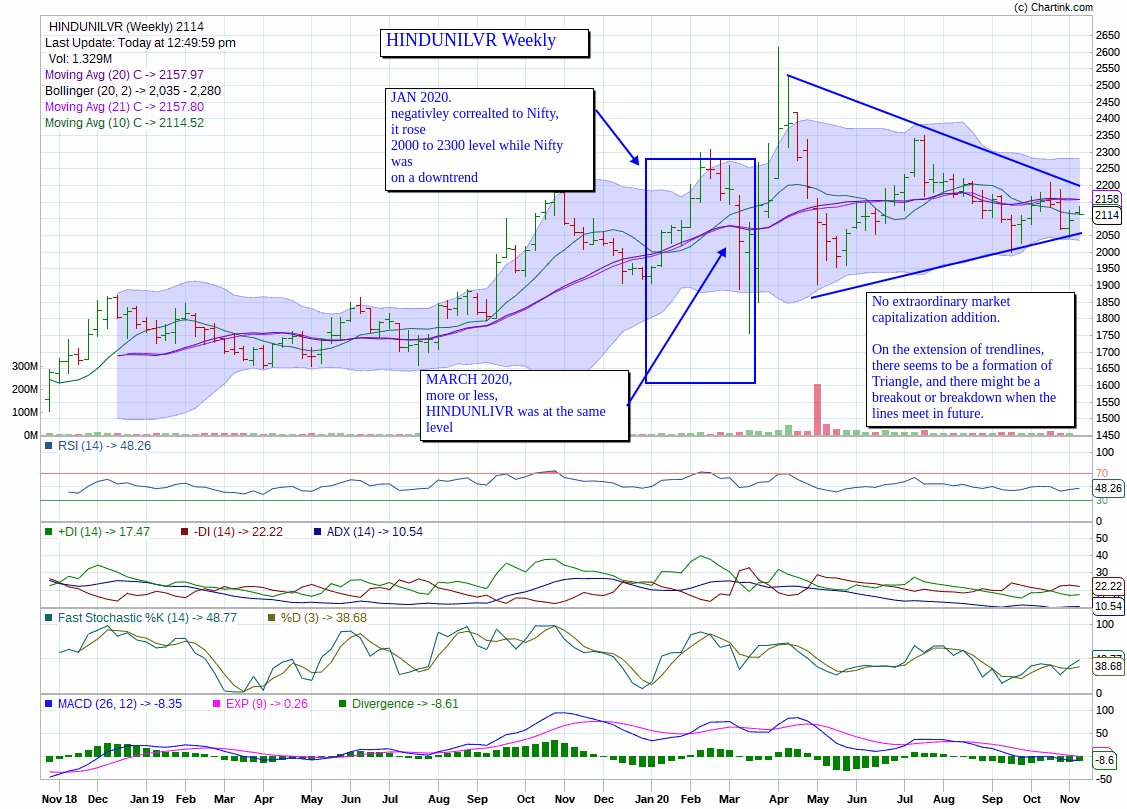 (c) Chartink.com
HINDUNILVR (Weekly) 2114
Last Update: Today at 12:49:59 pm
Vol: 1.329M
Moving Avg (20) C -> 2157.97
Bollinger (20, 2) -> 2,035 - 2,280
Moving Avg (21) C -> 2157.80
Moving Avg (10) C -> 2114.52
HINDUNILVR Weekly
JAN 2020.
negativley correalted to Nifty,
it rose
2000 to 2300 level while Nifty
was
on a downtrend
MARCH 2020,
more or less,
HINDUNLIVR was at the same
level
No extraordinary market
capitalization addition.
On the extension of trendlines,
there seems to be a formation of
Triangle, and there might be a
breakout or breakdown when the
lines meet in future.
2650
2600
2550
2500
2450
2400
2350
2300
2250
2200
2158
2114
2050
2000
1950
1900
1850
1800
1750
1700
1650
1600
1550
1500
1450
300M
200M
100M
0M
RSI (14) -> 48.26
100
70
48.26
30
0
+DI (14) -> 17.47 -DI (14) -> 22.22 ADX (14) -> 10.54
50
40
30
22.22
10.54
Fast Stochastic %K (14) -> 48.77 %D (3) -> 38.68
100
38.68
0
MACD (26, 12) -> -8.35 EXP (9) -> 0.26 Divergence -> -8.61
100
50
-8.6
-50
Nov 18 Dec Jan 19 Feb Mar Apr May Jun Jul Aug Sep Oct Nov Dec Jan 20 Feb Mar Apr May Jun Jul Aug Sep Oct Nov